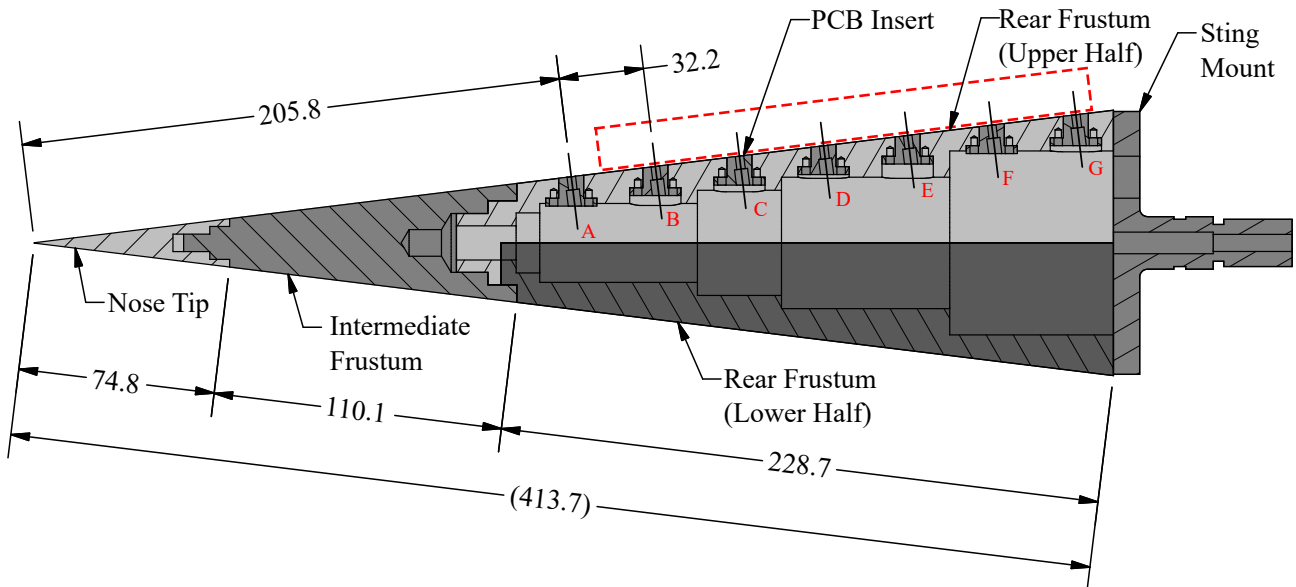 PCB Insert
Rear Frustum
(Upper Half)
Sting
Mount
32.2
205.8
A
B
C
D
E
F
G
Nose Tip
Intermediate
Frustum
Rear Frustum
(Lower Half)
74.8
110.1
228.7
(413.7)